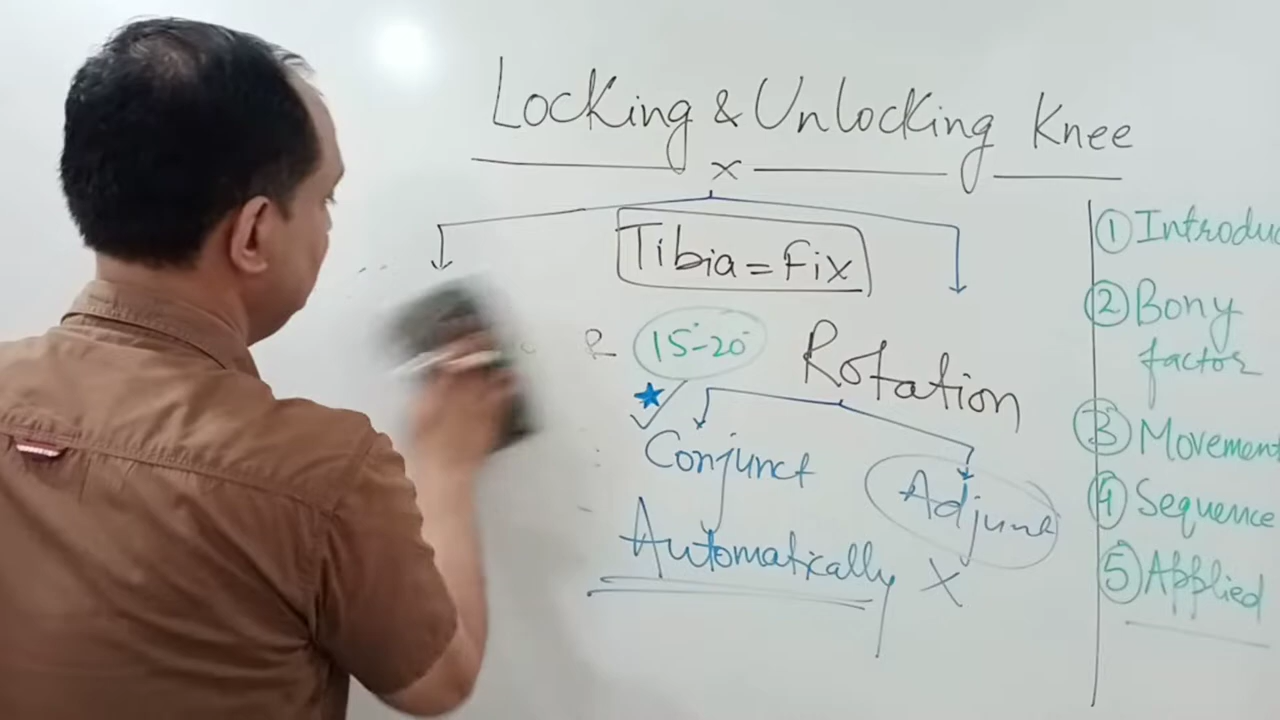 Locking & Unlocking Knee
x
Tibia = Fix
R 15°-20°
Rotation
Conjunct
Adjunct
Automatically X
① Introduc
② Bony
factor
③ Movement
④ Sequence
⑤ Applied